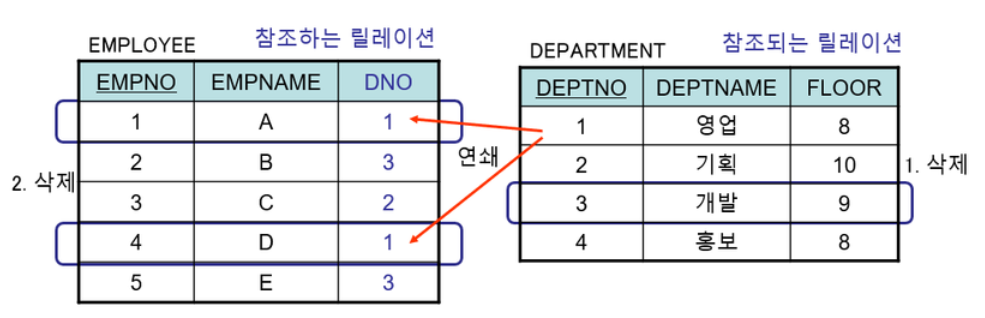 EMPLOYEE 참조하는 릴레이션
EMPNO EMPNAME DNO
1 A 1
2 B 3
3 C 2
4 D 1
5 E 3
2. 삭제
연쇄
DEPARTMENT 참조되는 릴레이션
DEPTNO DEPTNAME FLOOR
1 영업 8
2 기획 10
3 개발 9
4 홍보 8
1. 삭제